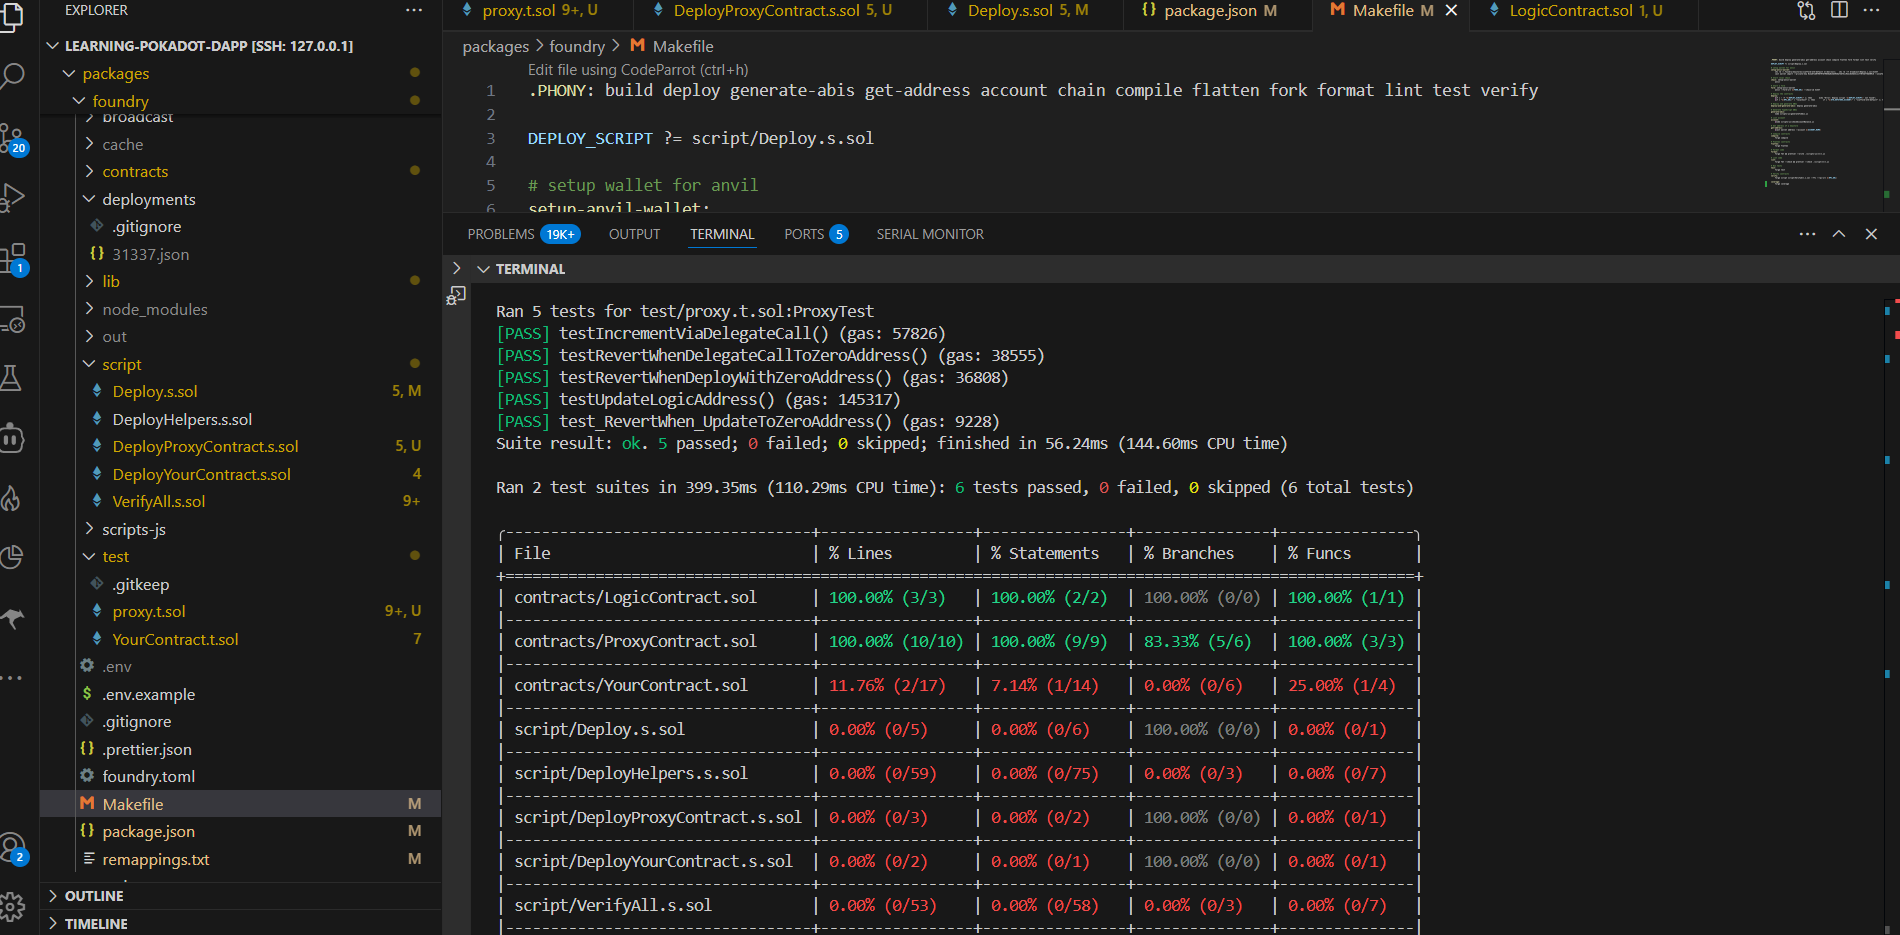 EXPLORER
LEARNING-POKADOT-DAPP [SSH: 127.0.0.1]
packages
foundry
broadcast
cache
contracts
deployments
.gitignore
{} 31337.json
lib
node_modules
out
script
Deploy.s.sol 5, M
DeployHelpers.s.sol
DeployProxyContract.s.sol 5, U
DeployYourContract.s.sol 4
VerifyAll.s.sol 9+
scripts-js
test
.gitkeep
proxy.t.sol 9+, U
YourContract.t.sol 7
.env
$ .env.example
.gitignore
{} .prettier.json
foundry.toml
M Makefile M
{} package.json M
remappings.txt M
OUTLINE
TIMELINE
20
1
2
proxy.t.sol 9+, U
DeployProxyContract.s.sol 5, U
Deploy.s.sol 5, M
{} package.json M
M Makefile M
LogicContract.sol 1, U
packages > foundry > M Makefile
Edit file using CodeParrot (ctrl+h)
1 .PHONY: build deploy generate-abis get-address account chain compile flatten fork format lint test verify
2
3 DEPLOY_SCRIPT ?= script/Deploy.s.sol
4
5 # setup wallet for anvil
6 setup-anvil-wallet:
PROBLEMS 19K+ OUTPUT TERMINAL PORTS 5 SERIAL MONITOR
TERMINAL
Ran 5 tests for test/proxy.t.sol:ProxyTest
[PASS] testIncrementViaDelegateCall() (gas: 57826)
[PASS] testRevertWhenDelegateCallToZeroAddress() (gas: 38555)
[PASS] testRevertWhenDeployWithZeroAddress() (gas: 36808)
[PASS] testUpdateLogicAddress() (gas: 145317)
[PASS] test_RevertWhen_UpdateToZeroAddress() (gas: 9228)
Suite result: ok. 5 passed; 0 failed; 0 skipped; finished in 56.24ms (144.60ms CPU time)
Ran 2 test suites in 399.35ms (110.29ms CPU time): 6 tests passed, 0 failed, 0 skipped (6 total tests)
| File | % Lines | % Statements | % Branches | % Funcs |
| contracts/LogicContract.sol | 100.00% (3/3) | 100.00% (2/2) | 100.00% (0/0) | 100.00% (1/1) |
| contracts/ProxyContract.sol | 100.00% (10/10) | 100.00% (9/9) | 83.33% (5/6) | 100.00% (3/3) |
| contracts/YourContract.sol | 11.76% (2/17) | 7.14% (1/14) | 0.00% (0/6) | 25.00% (1/4) |
| script/Deploy.s.sol | 0.00% (0/5) | 0.00% (0/6) | 100.00% (0/0) | 0.00% (0/1) |
| script/DeployHelpers.s.sol | 0.00% (0/59) | 0.00% (0/75) | 0.00% (0/3) | 0.00% (0/7) |
| script/DeployProxyContract.s.sol | 0.00% (0/3) | 0.00% (0/2) | 100.00% (0/0) | 0.00% (0/1) |
| script/DeployYourContract.s.sol | 0.00% (0/2) | 0.00% (0/1) | 100.00% (0/0) | 0.00% (0/1) |
| script/VerifyAll.s.sol | 0.00% (0/53) | 0.00% (0/58) | 0.00% (0/3) | 0.00% (0/7) |